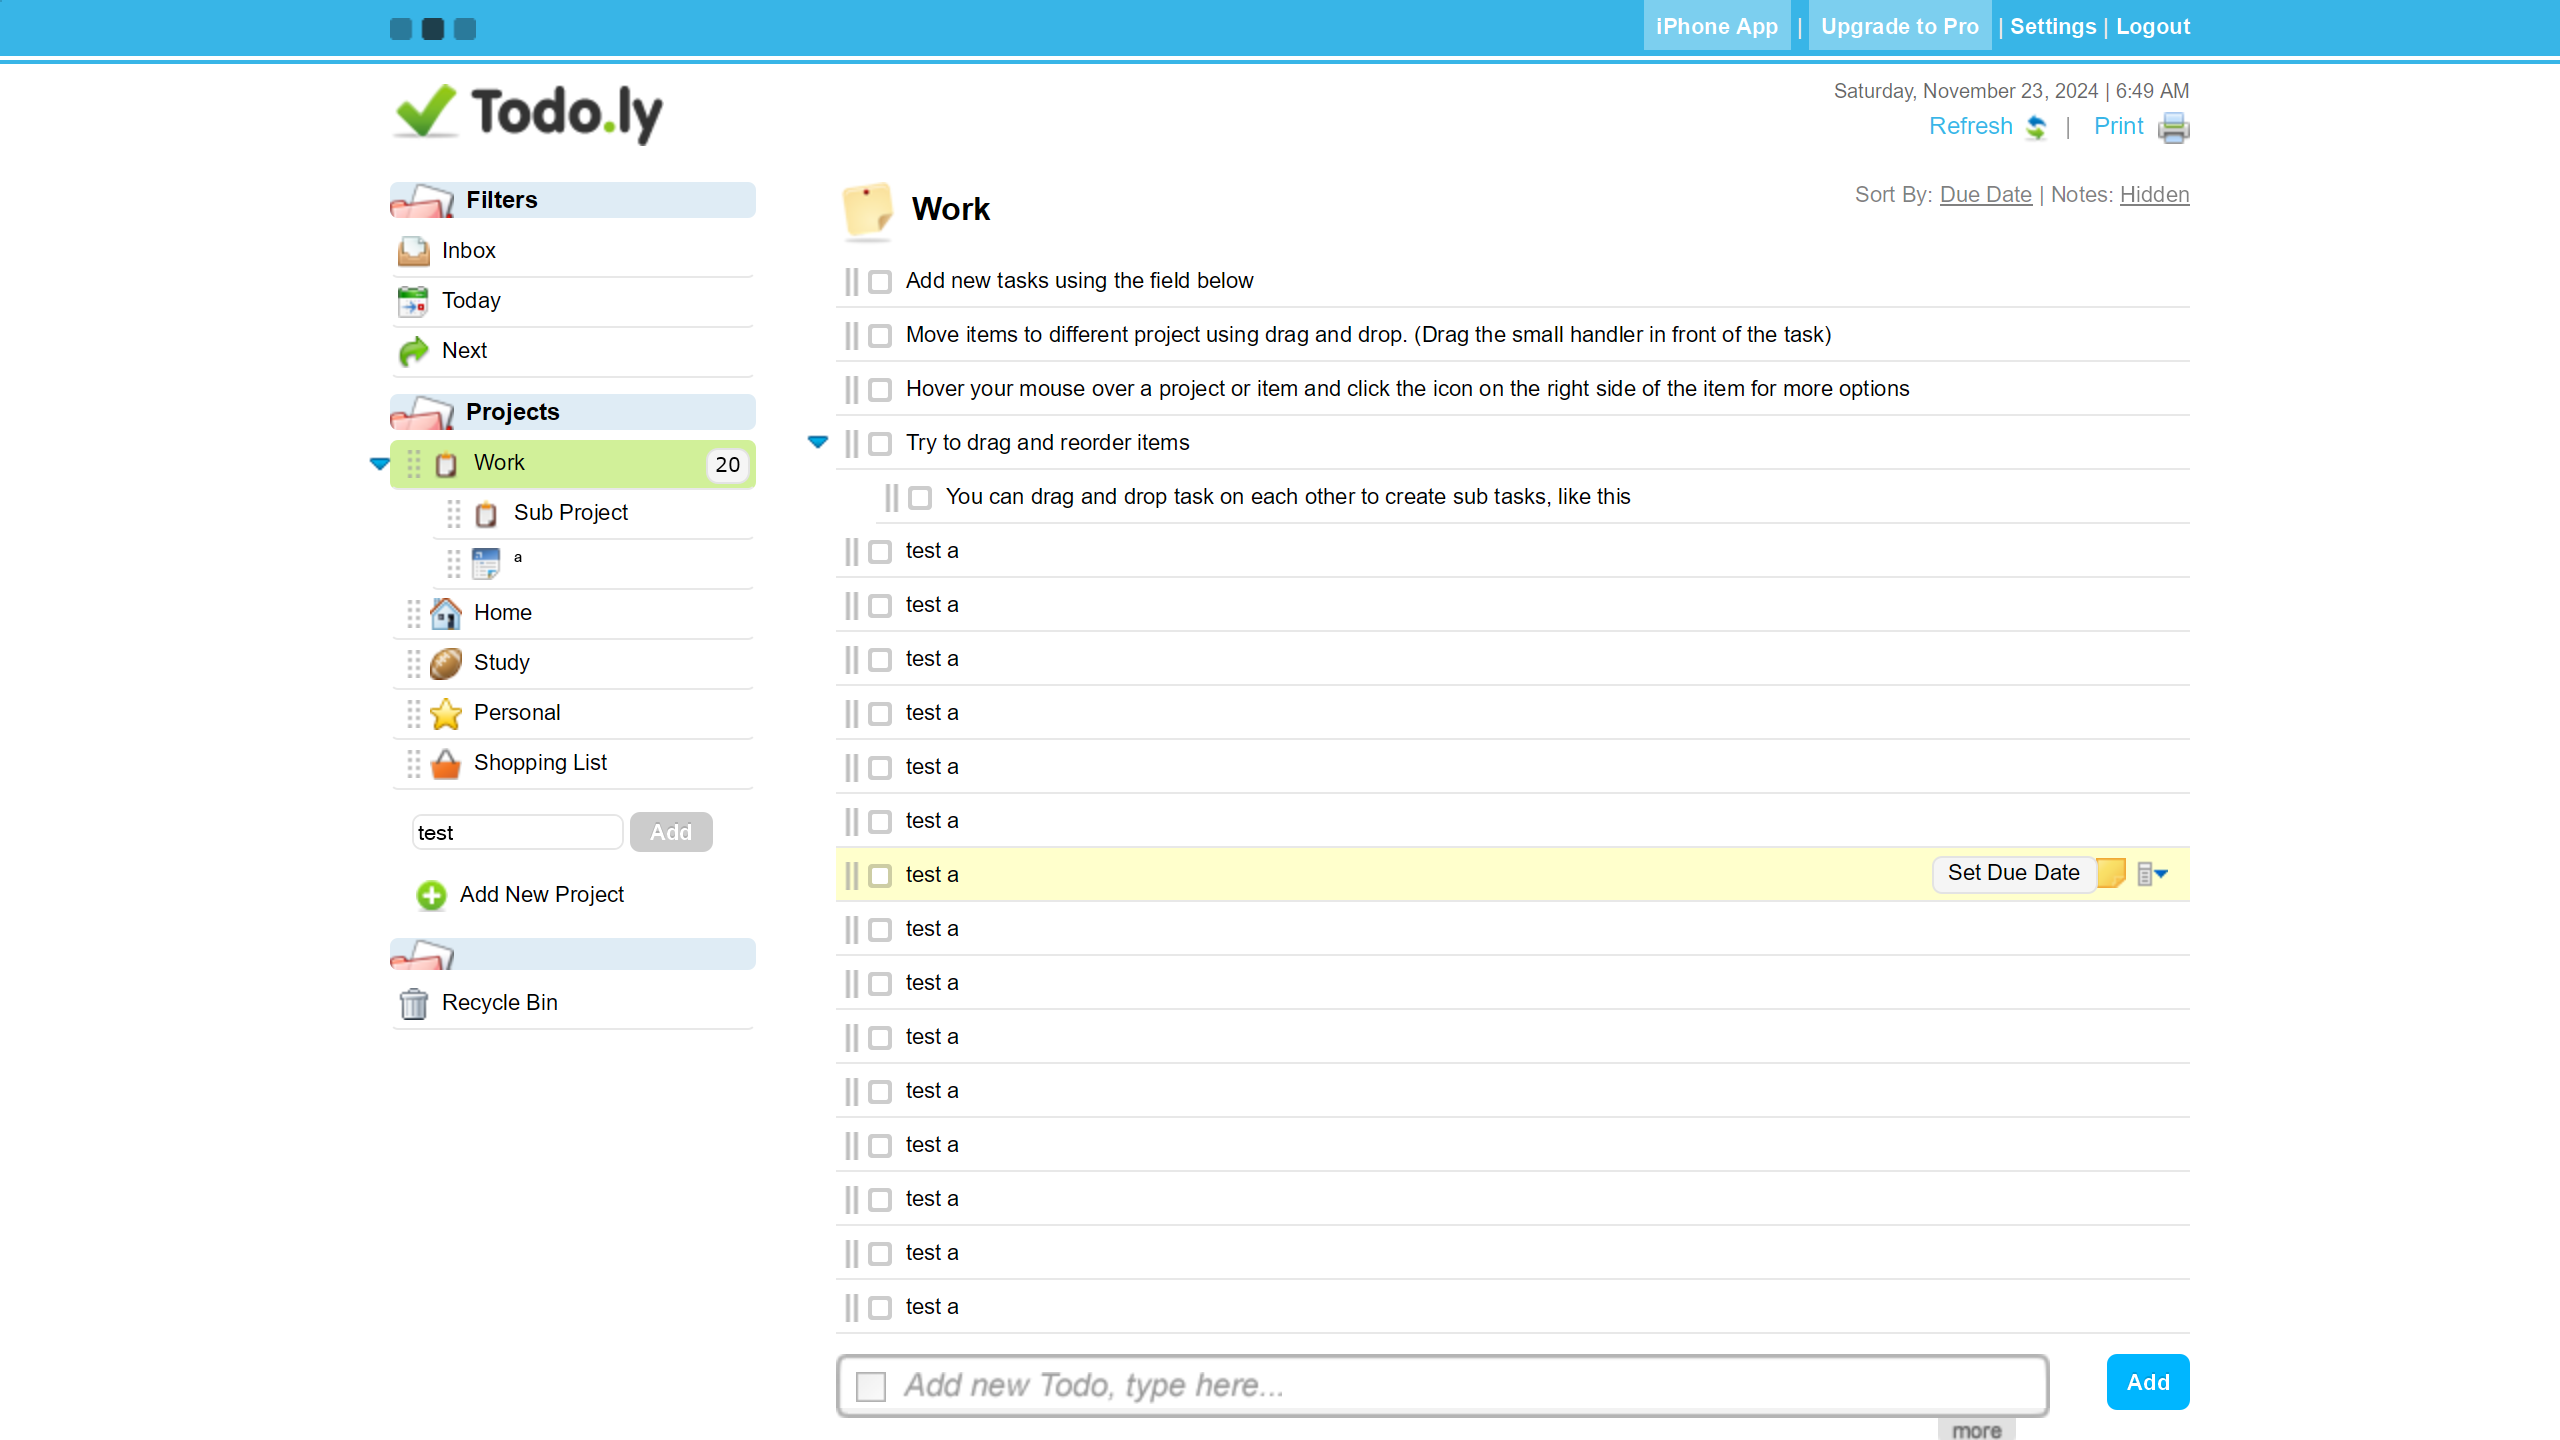 iPhone App | Upgrade to Pro | Settings | Logout
Todo.ly
Saturday, November 23, 2024 | 6:49 AM
Refresh | Print
Filters
Inbox
Today
Next
Projects
Work 20
Sub Project
a
Home
Study
Personal
Shopping List
test Add
Add New Project
Recycle Bin
Work
Sort By: Due Date | Notes: Hidden
Add new tasks using the field below
Move items to different project using drag and drop. (Drag the small handler in front of the task)
Hover your mouse over a project or item and click the icon on the right side of the item for more options
Try to drag and reorder items
You can drag and drop task on each other to create sub tasks, like this
test a
test a
test a
test a
test a
test a
test a Set Due Date
test a
test a
test a
test a
test a
test a
test a
test a
Add new Todo, type here... Add
more